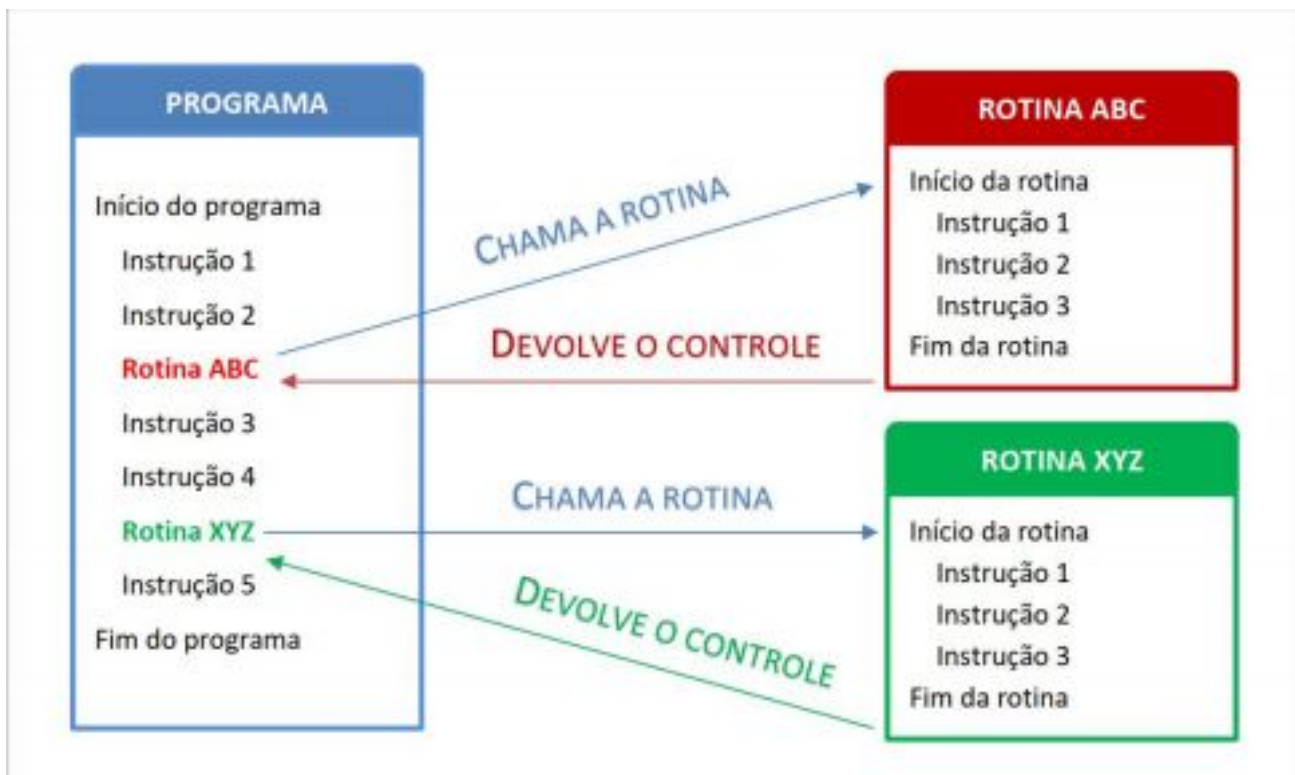 PROGRAMA
Início do programa
Instrução 1
Instrução 2
Rotina ABC
Instrução 3
Instrução 4
Rotina XYZ
Instrução 5
Fim do programa
CHAMA A ROTINA
DEVOLVE O CONTROLE
CHAMA A ROTINA
DEVOLVE O CONTROLE
ROTINA ABC
Início da rotina
Instrução 1
Instrução 2
Instrução 3
Fim da rotina
ROTINA XYZ
Início da rotina
Instrução 1
Instrução 2
Instrução 3
Fim da rotina